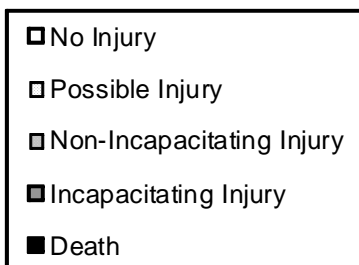 No Injury
Possible Injury
Non-Incapacitating Injury
Incapacitating Injury
Death